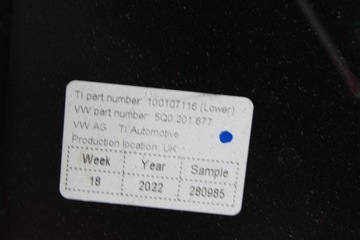 TI part number: 100107116 (Lower)
VW part number: 5Q0.201.677
VW AG TI Automotive
Production location: UK
Week Year Sample
18 2022 280985